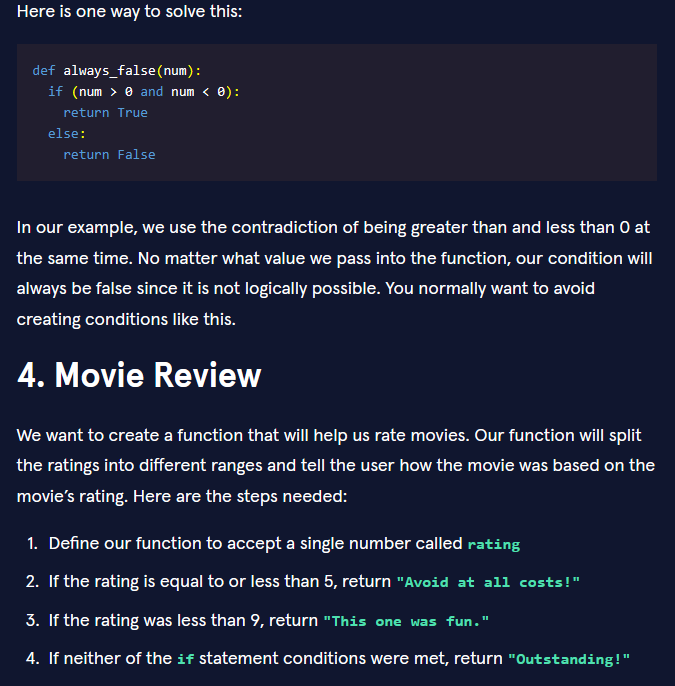 Here is one way to solve this:
def always_false(num):
  if (num > 0 and num < 0):
    return True
  else:
    return False
In our example, we use the contradiction of being greater than and less than 0 at
the same time. No matter what value we pass into the function, our condition will
always be false since it is not logically possible. You normally want to avoid
creating conditions like this.
4. Movie Review
We want to create a function that will help us rate movies. Our function will split
the ratings into different ranges and tell the user how the movie was based on the
movie’s rating. Here are the steps needed:
1. Define our function to accept a single number called rating
2. If the rating is equal to or less than 5, return "Avoid at all costs!"
3. If the rating was less than 9, return "This one was fun."
4. If neither of the if statement conditions were met, return "Outstanding!"